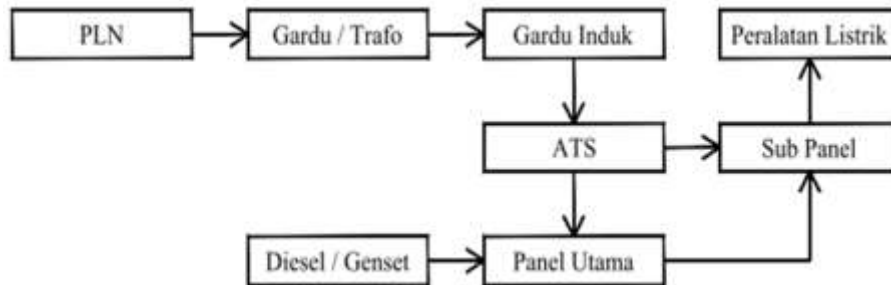 PLN
Gardu / Trafo
Gardu Induk
Peralatan Listrik
ATS
Sub Panel
Diesel / Genset
Panel Utama